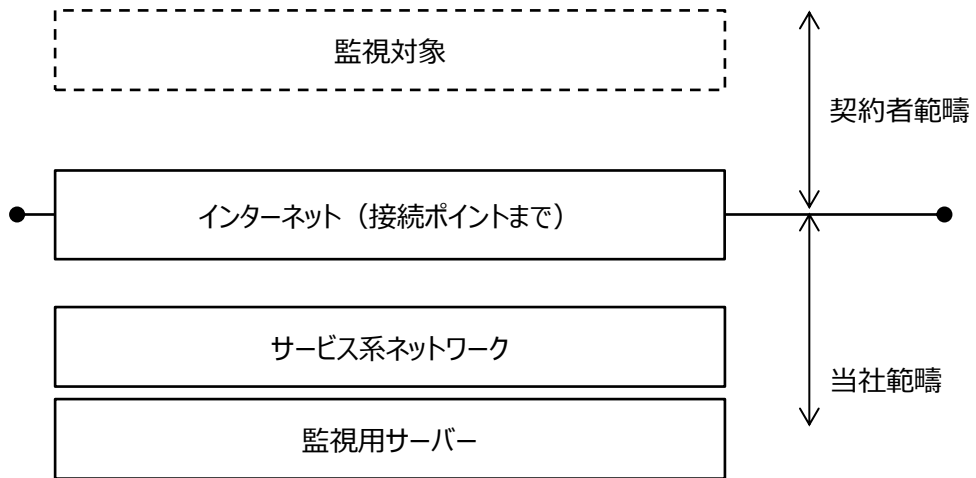 監視対象
契約者範疇
インターネット（接続ポイントまで）
サービス系ネットワーク
当社範疇
監視用サーバー